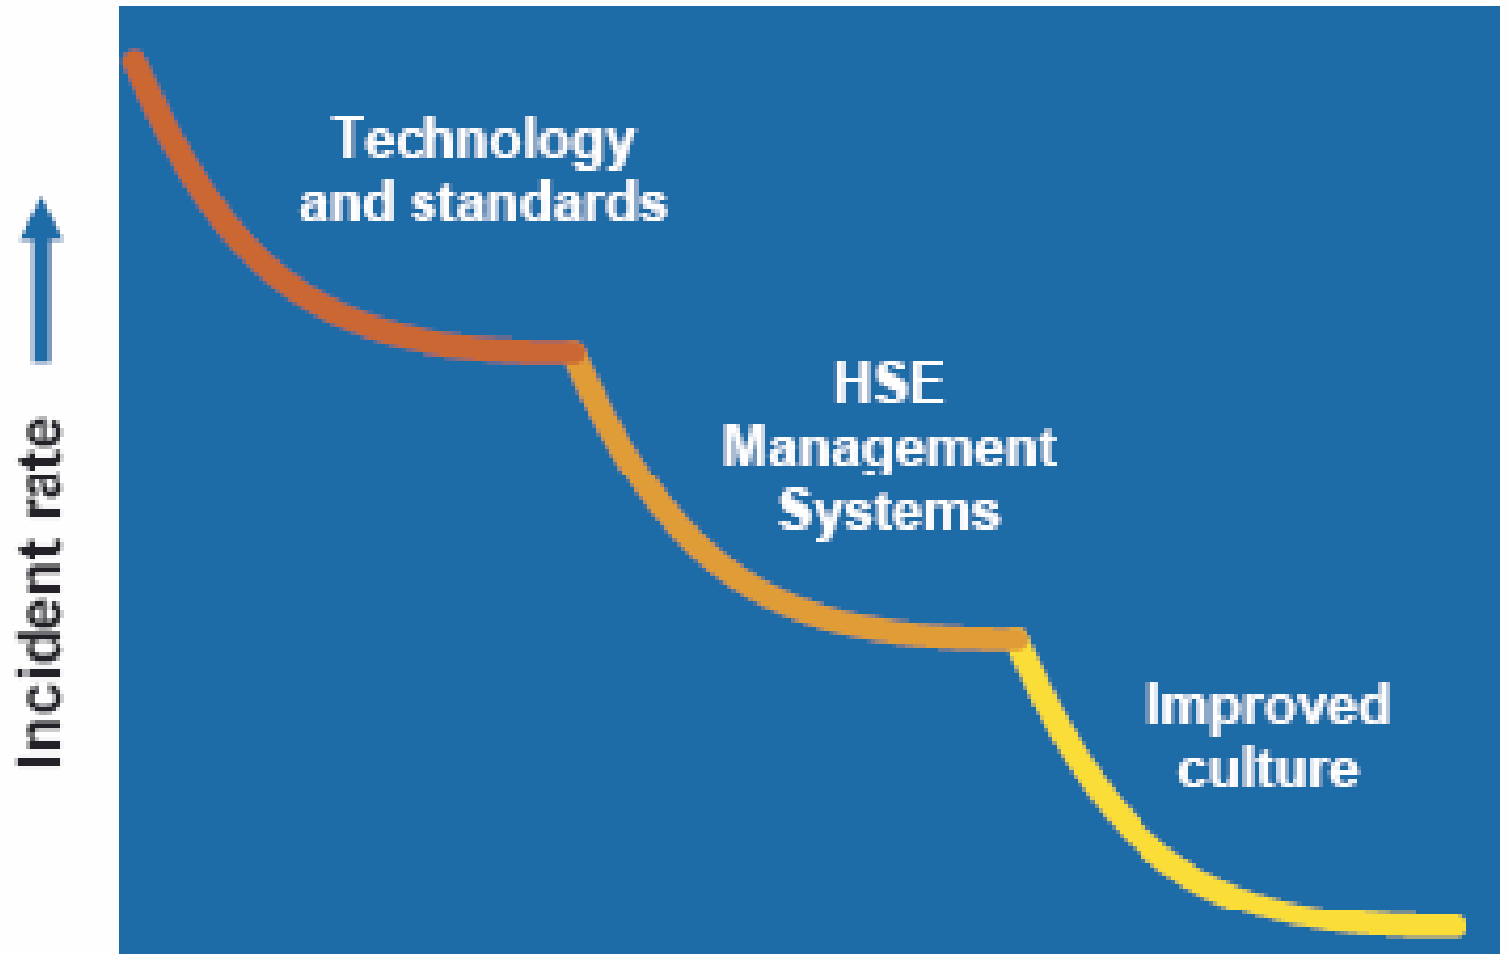 Technology
and standards
HSE
Management
Systems
Improved
culture
Incident rate